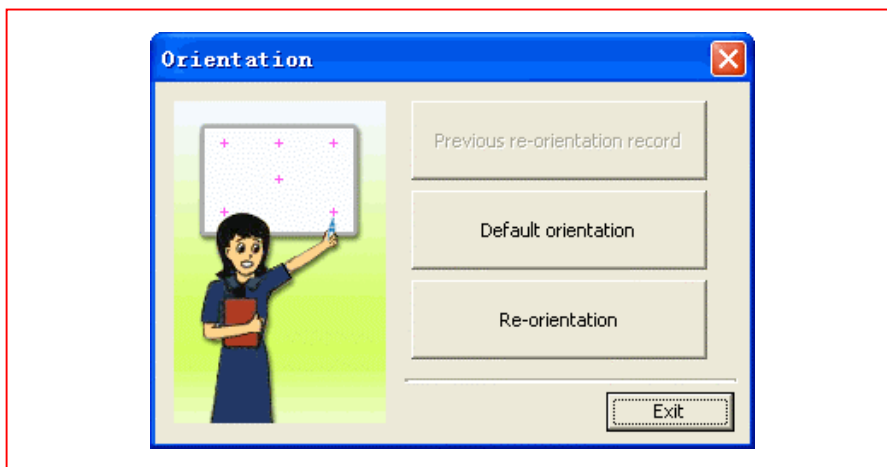 Orientation
Previous re-orientation record
Default orientation
Re-orientation
Exit